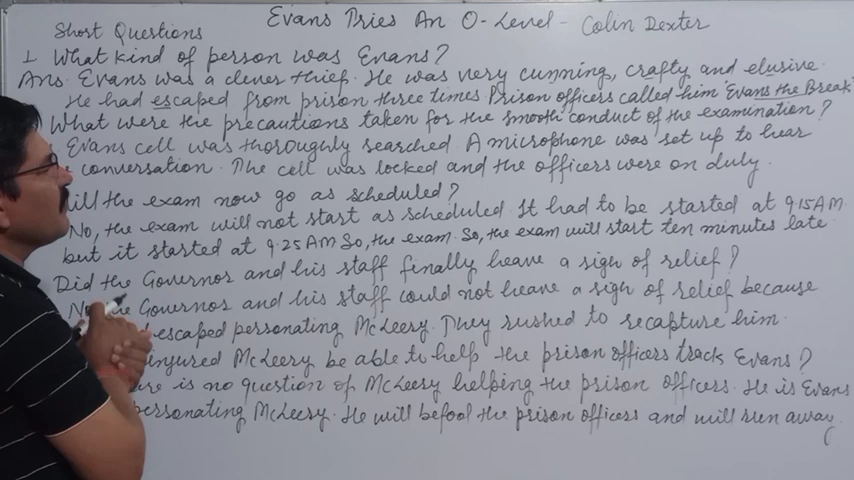 Evans Tries An O-Level - Colin Dexter
Short Questions
1 What kind of person was Evans?
Ans. Evans was a clever thief. He was very cunning, crafty and elusive.
He had escaped from prison three times. Prison officers called him "Evans the Break"
What were the precautions taken for the smooth conduct of the examination?
Evans cell was thoroughly searched. A microphone was set up to hear
conversation. The cell was locked and the officers were on duty.
ill the exam now go as scheduled?
No, the exam will not start as scheduled. It had to be started at 9.15 AM.
but it started at 9.25 AM So, the exam. So, the exam will start ten minutes late.
Did the Governor and his staff finally heave a sigh of relief?
No Governor and his staff could not heave a sigh of relief because
escaped personating McLeery. They rushed to recapture him.
injured McLeery be able to help the prison officers track Evans?
re is no question of McLeery helping the prison officers. He is Evans
personating McLeery. He will befool the prison officers and will run away.